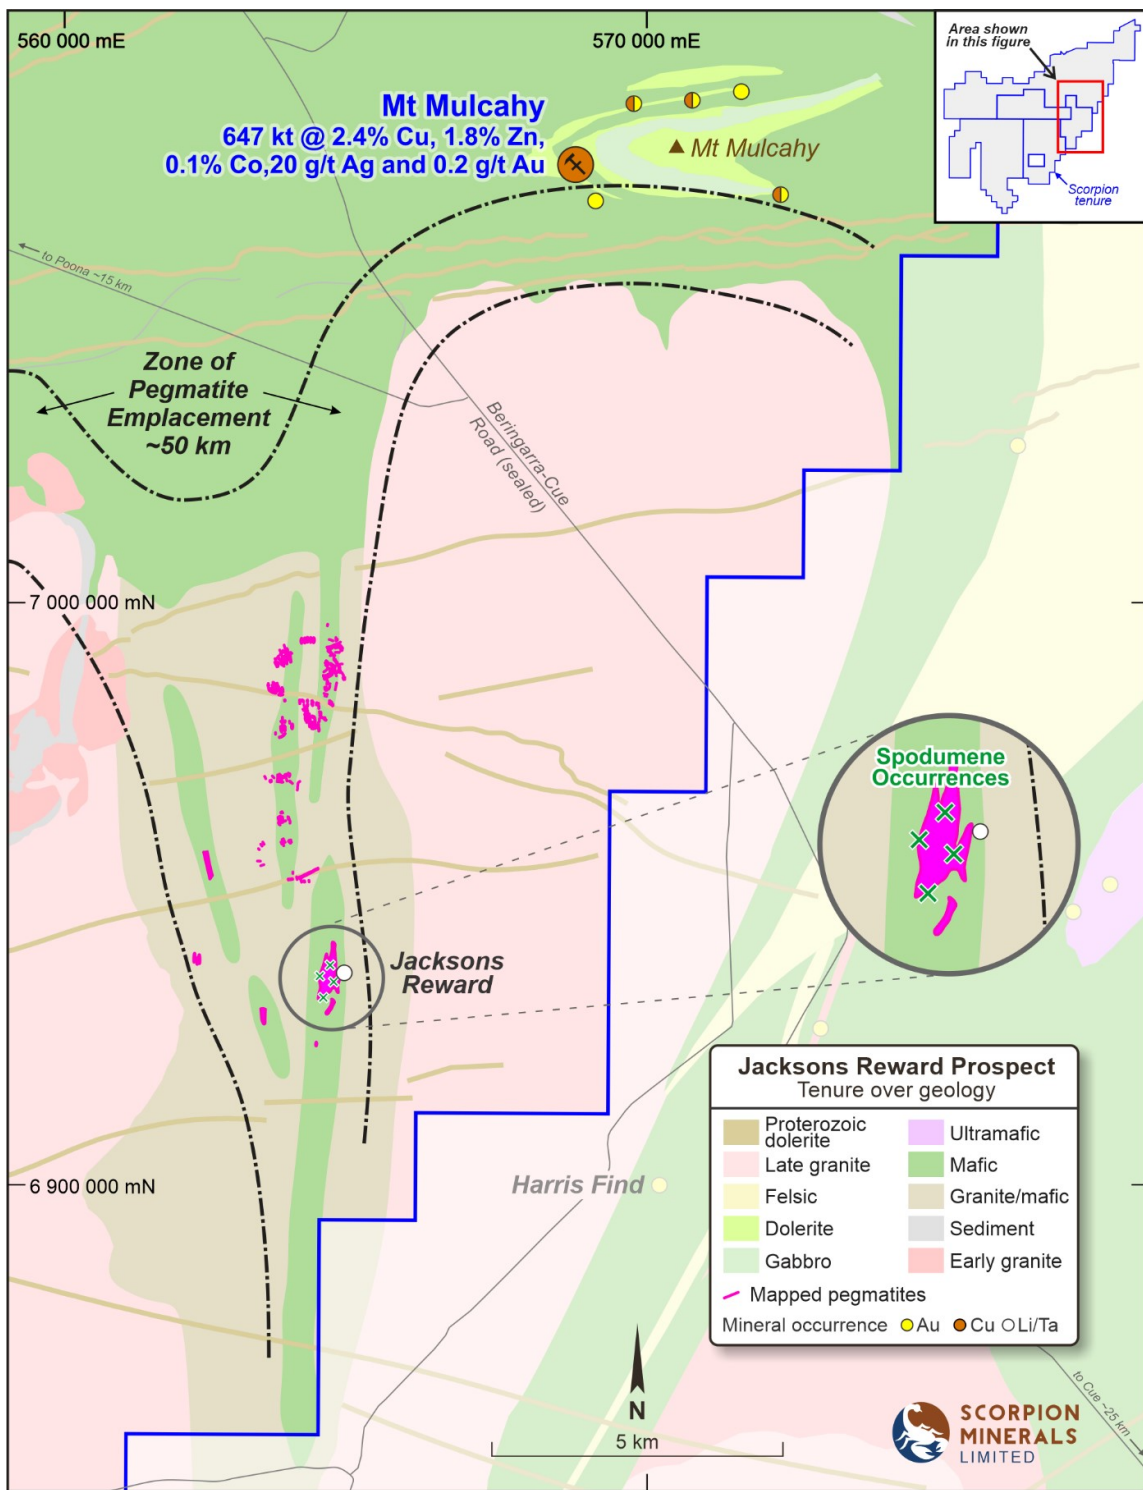 560 000 mE
570 000 mE
Area shown
in this figure
Scorpion
tenure
Mt Mulcahy
647 kt @ 2.4% Cu, 1.8% Zn,
0.1% Co,20 g/t Ag and 0.2 g/t Au
Mt Mulcahy
to Poona ~15 km
Zone of
Pegmatite
Emplacement
~50 km
Beringarra-Cue
Road (sealed)
7 000 000 mN
Spodumene
Occurrences
Jacksons
Reward
6 900 000 mN
Harris Find
Jacksons Reward Prospect
Tenure over geology
Proterozoic
dolerite
Late granite
Felsic
Dolerite
Gabbro
Ultramafic
Mafic
Granite/mafic
Sediment
Early granite
Mapped pegmatites
Mineral occurrence Au Cu Li/Ta
N
5 km
to Cue ~25 km
SCORPION
MINERALS
LIMITED